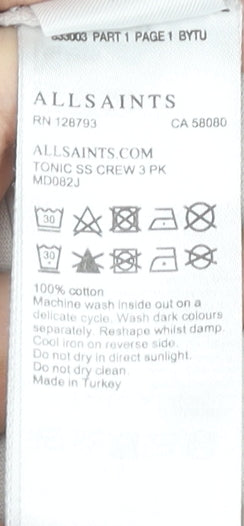 PART 1 PAGE 1 BYTU
ALLSAINTS
RN 128793 CA 58080
ALLSAINTS.COM
TONIC SS CREW 3 PK
MD082J
30
30
100% cotton
Machine wash inside out on a
delicate cycle. Wash dark colours
separately. Reshape whilst damp.
Cool iron on reverse side.
Do not dry in direct sunlight.
Do not dry clean.
Made in Turkey